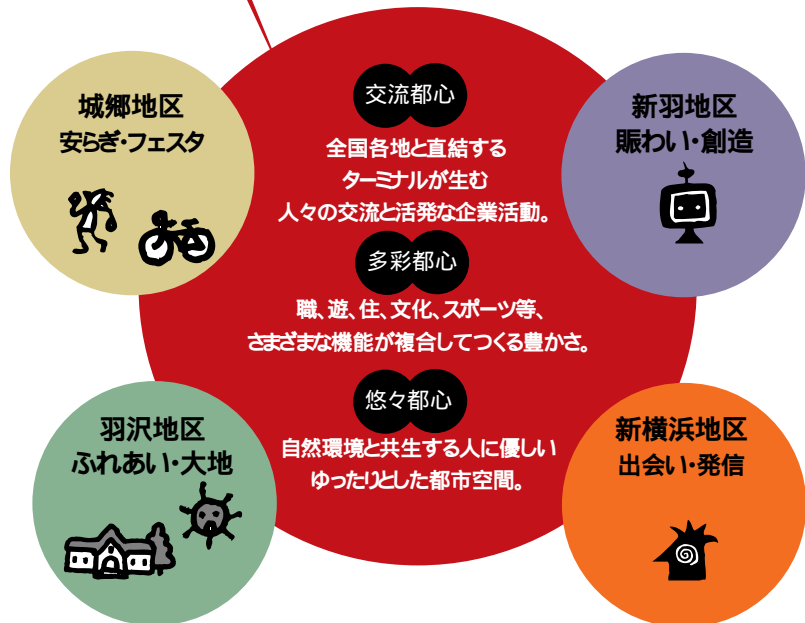 城郷地区
安らぎ・フェスタ
交流都心
全国各地と直結する
ターミナルが生む
人々の交流と活発な企業活動。
新羽地区
賑わい・創造
多彩都心
職、遊、住、文化、スポーツ等、
さまざまな機能が複合してつくる豊かさ。
羽沢地区
ふれあい・大地
悠々都心
自然環境と共生する人に優しい
ゆったりとした都市空間。
新横浜地区
出会い・発信